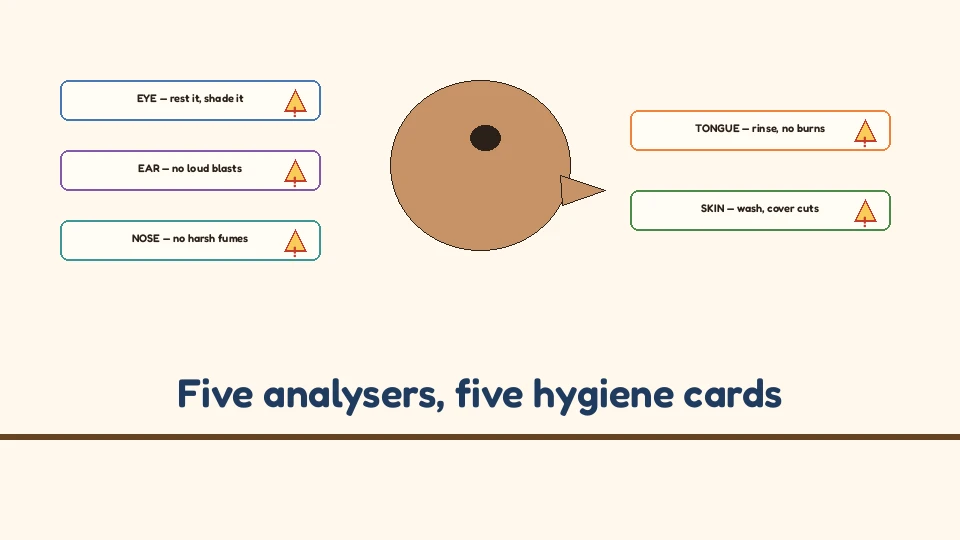 EYE – rest it, shade it
EAR – no loud blasts
NOSE – no harsh fumes
TONGUE – rinse, no burns
SKIN – wash, cover cuts
Five analysers, five hygiene cards